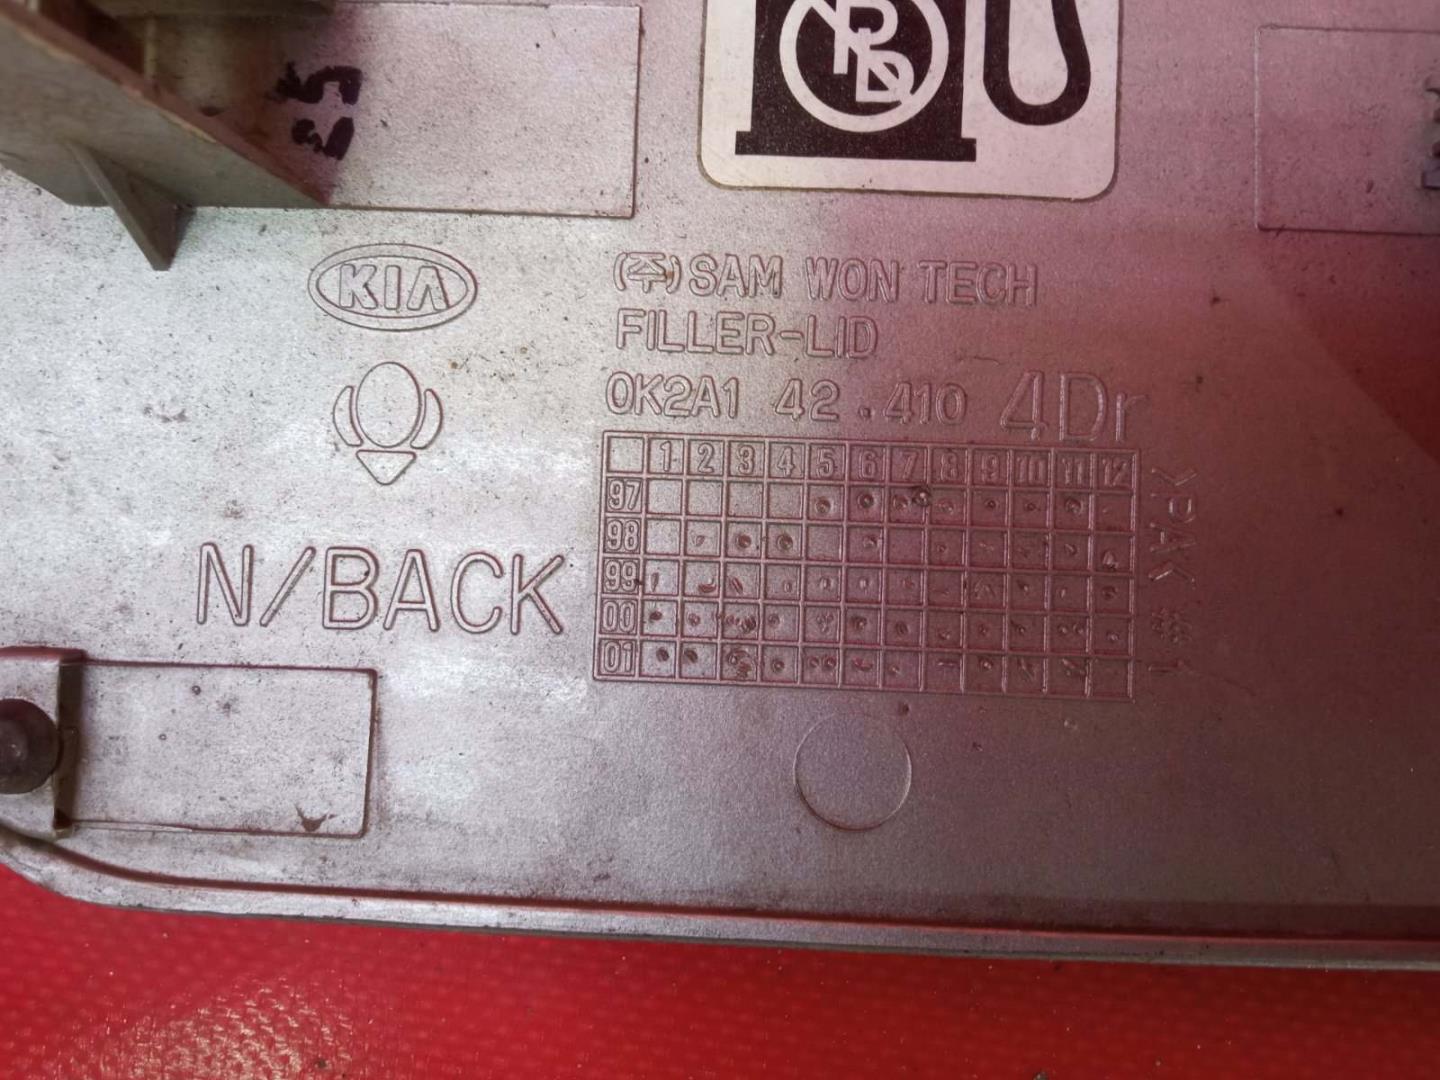 KIA
(주) SAM WON TECH
FILLER-LID
0K2A1 42.410 4Dr
1 2 3 4 5 6 7 8 9 10 11 12
97
98
99
00
01
N/BACK
>PA<